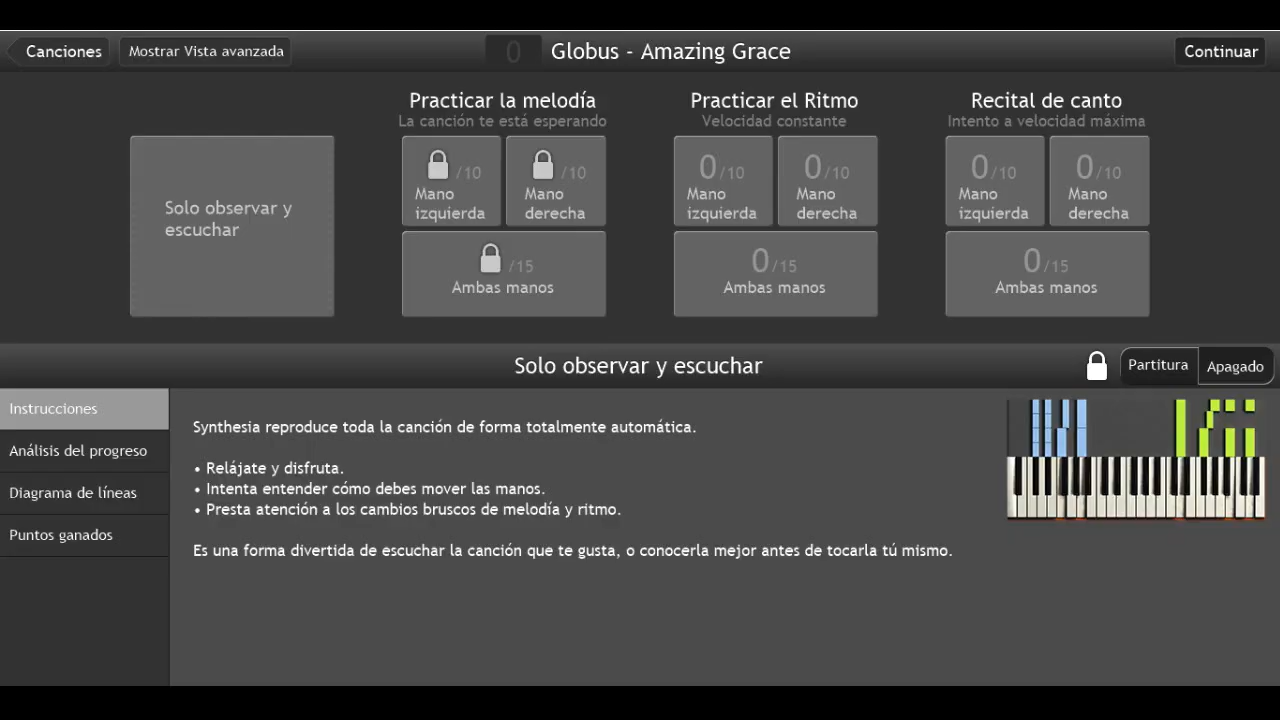 Canciones
Mostrar Vista avanzada
0
Globus - Amazing Grace
Continuar
Practicar la melodía
La canción te está esperando
Practicar el Ritmo
Velocidad constante
Recital de canto
Intento a velocidad máxima
Solo observar y
escuchar
/10
Mano
izquierda
/10
Mano
derecha
/15
Ambas manos
0/10
Mano
izquierda
0/10
Mano
derecha
0/15
Ambas manos
0/10
Mano
izquierda
0/10
Mano
derecha
0/15
Ambas manos
Solo observar y escuchar
Partitura
Apagado
Instrucciones
Análisis del progreso
Diagrama de líneas
Puntos ganados
Synthesia reproduce toda la canción de forma totalmente automática.
• Relájate y disfruta.
• Intenta entender cómo debes mover las manos.
• Presta atención a los cambios bruscos de melodía y ritmo.
Es una forma divertida de escuchar la canción que te gusta, o conocerla mejor antes de tocarla tú mismo.